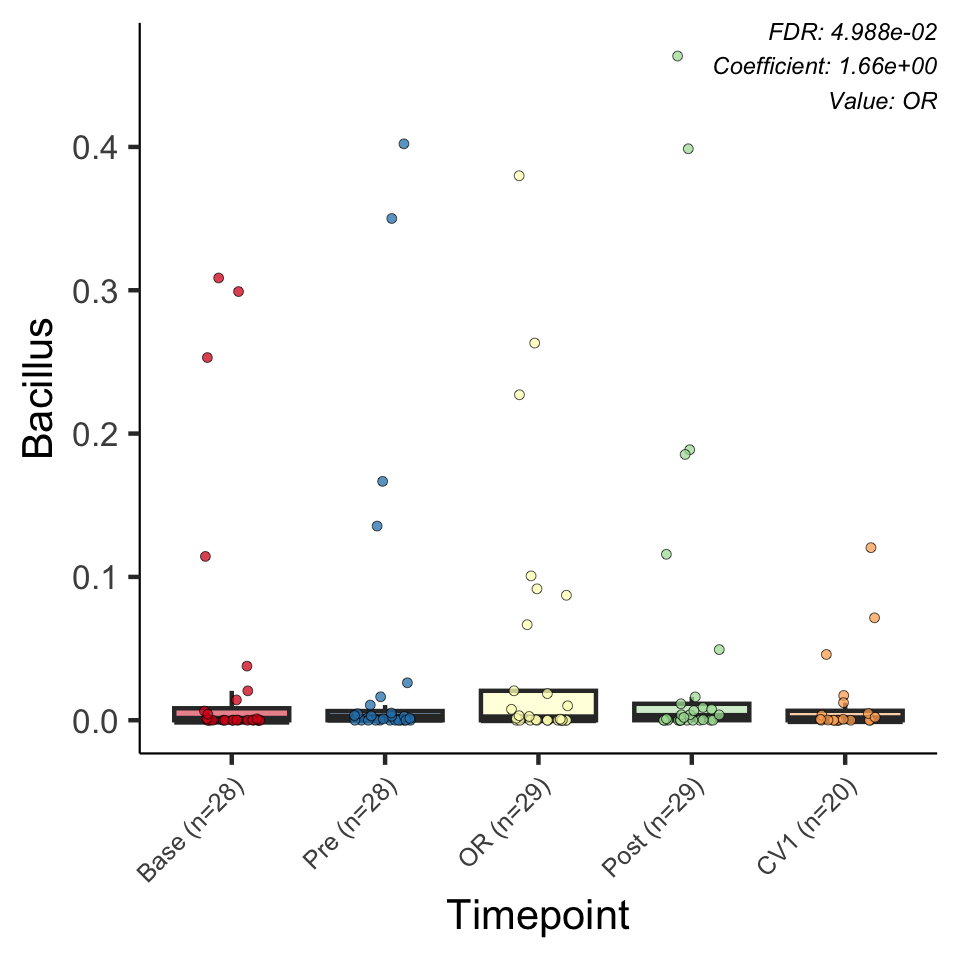 FDR: 4.988e-02
Coefficient: 1.66e+00
Value: OR
Bacillus
0.4
0.3
0.2
0.1
0.0
Base (n=28)
Pre (n=28)
OR (n=29)
Post (n=29)
CV1 (n=20)
Timepoint